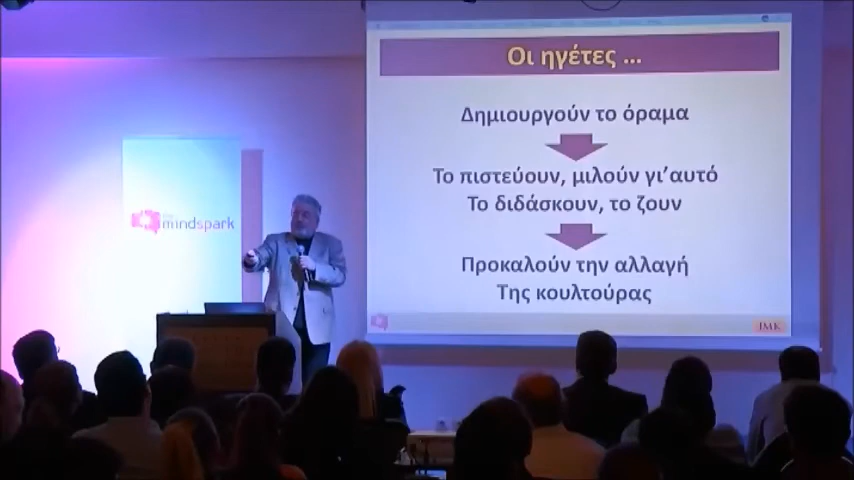 Οι ηγέτες ...
Δημιουργούν το όραμα
Το πιστεύουν, μιλούν γι’αυτό
Το διδάσκουν, το ζουν
Προκαλούν την αλλαγή
Της κουλτούρας
mindspark
JMK